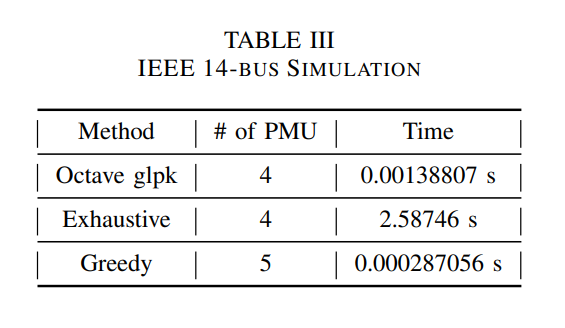 TABLE III
IEEE 14-BUS SIMULATION
Method | # of PMU | Time
Octave glpk | 4 | 0.00138807 s
Exhaustive | 4 | 2.58746 s
Greedy | 5 | 0.000287056 s